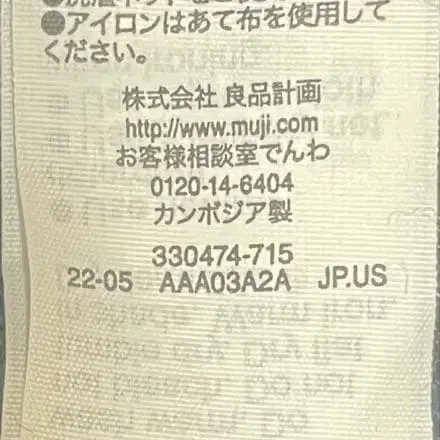 ●アイロンはあて布を使用して
ください。
株式会社 良品計画
http://www.muji.com
お客様相談室でんわ
0120-14-6404
カンボジア製
330474-715
22-05 AAA03A2A JP.US